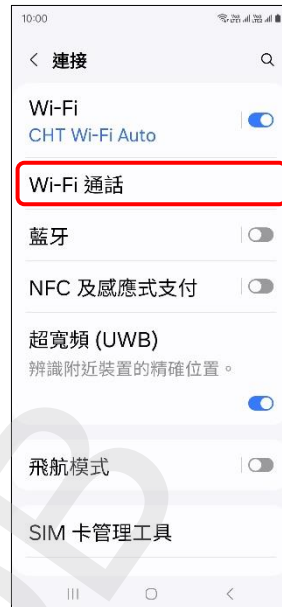 10:00
連接
Wi-Fi
CHT Wi-Fi Auto
Wi-Fi 通話
藍牙
NFC 及感應式支付
超寬頻 (UWB)
辨識附近裝置的精確位置。
飛航模式
SIM 卡管理工具